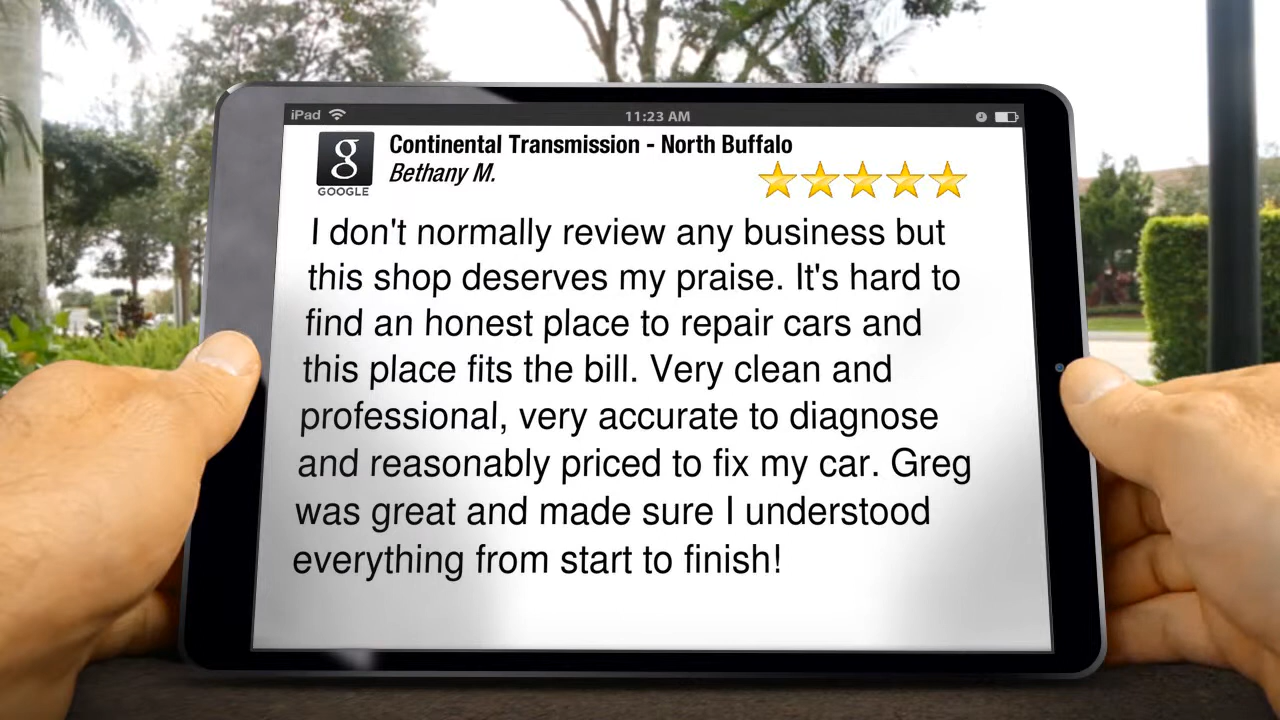 iPad 11:23 AM
g
GOOGLE
Continental Transmission - North Buffalo
Bethany M.
I don't normally review any business but
this shop deserves my praise. It's hard to
find an honest place to repair cars and
this place fits the bill. Very clean and
professional, very accurate to diagnose
and reasonably priced to fix my car. Greg
was great and made sure I understood
everything from start to finish!